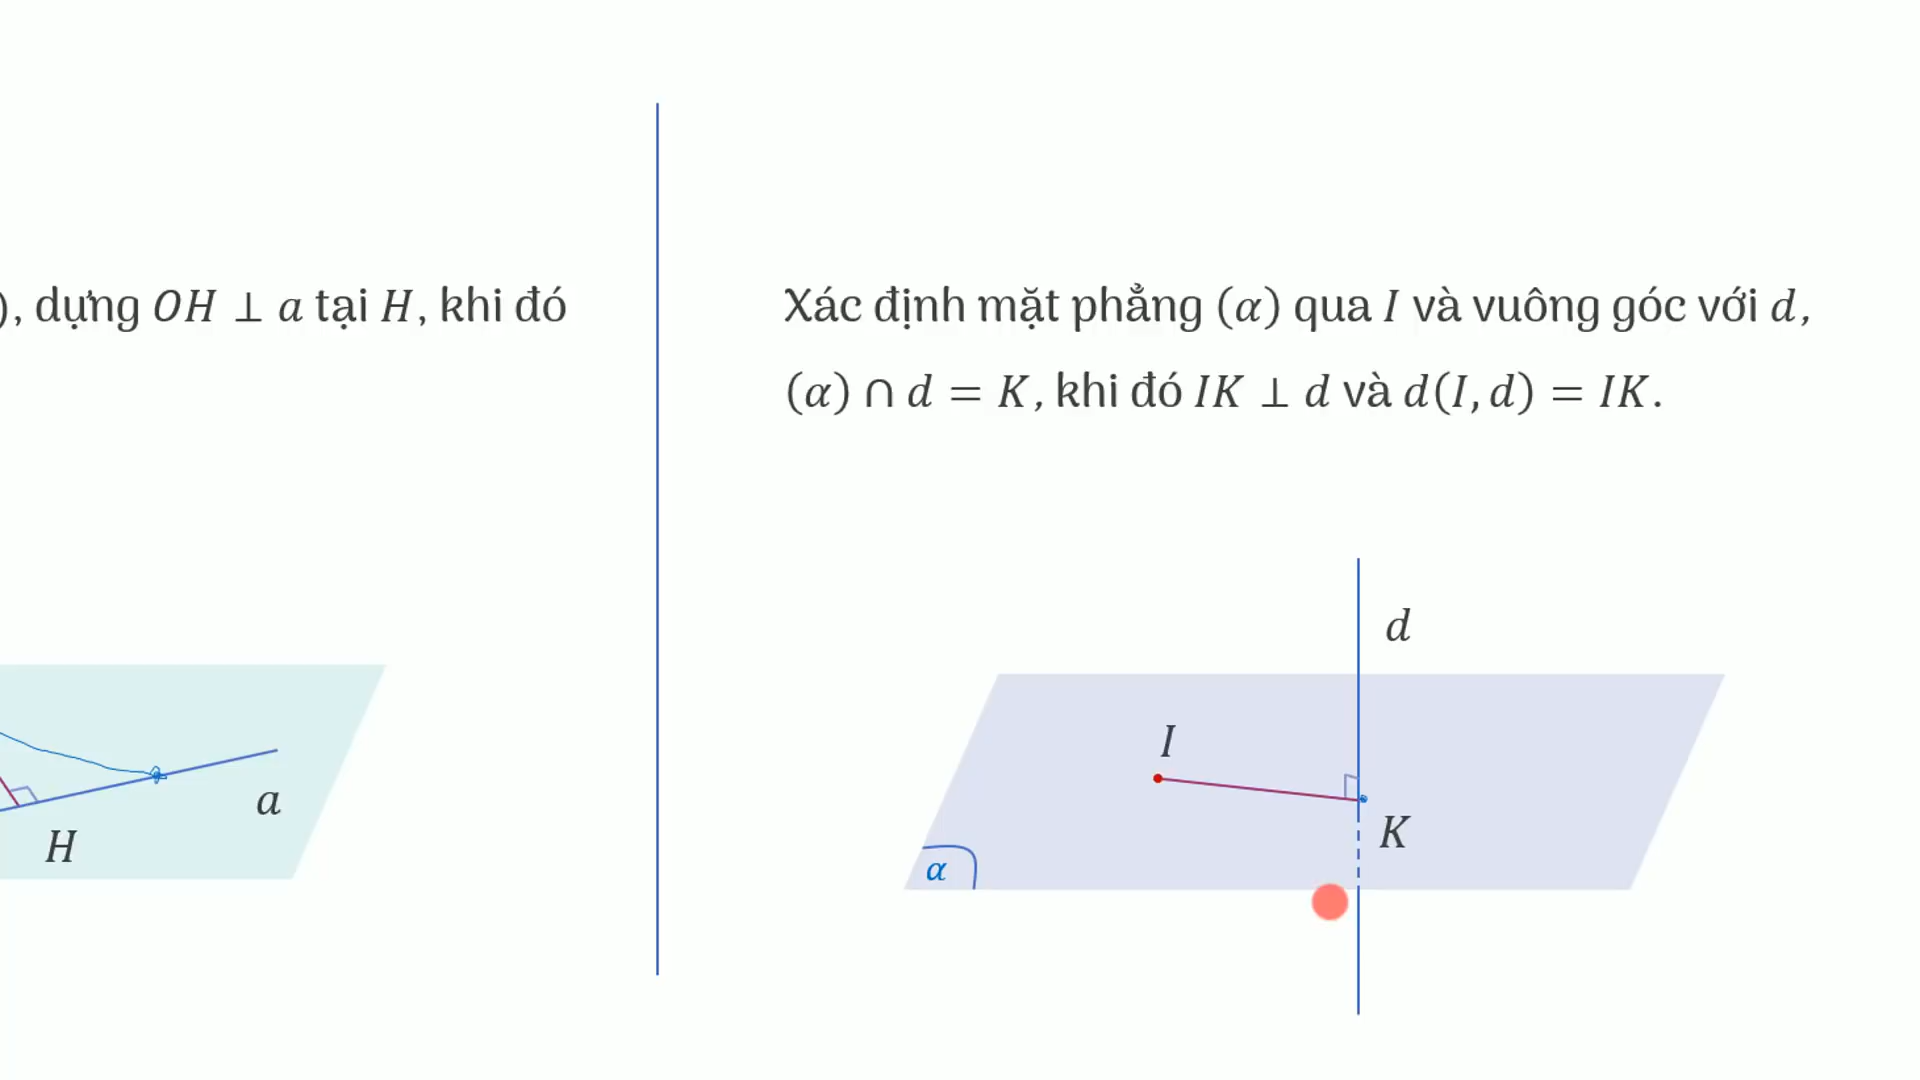 ), dựng OH ⊥ a tại H, khi đó
a
H
Xác định mặt phẳng (α) qua I và vuông góc với d,
(α) ∩ d = K, khi đó IK ⊥ d và d(I, d) = IK.
d
I
K
α